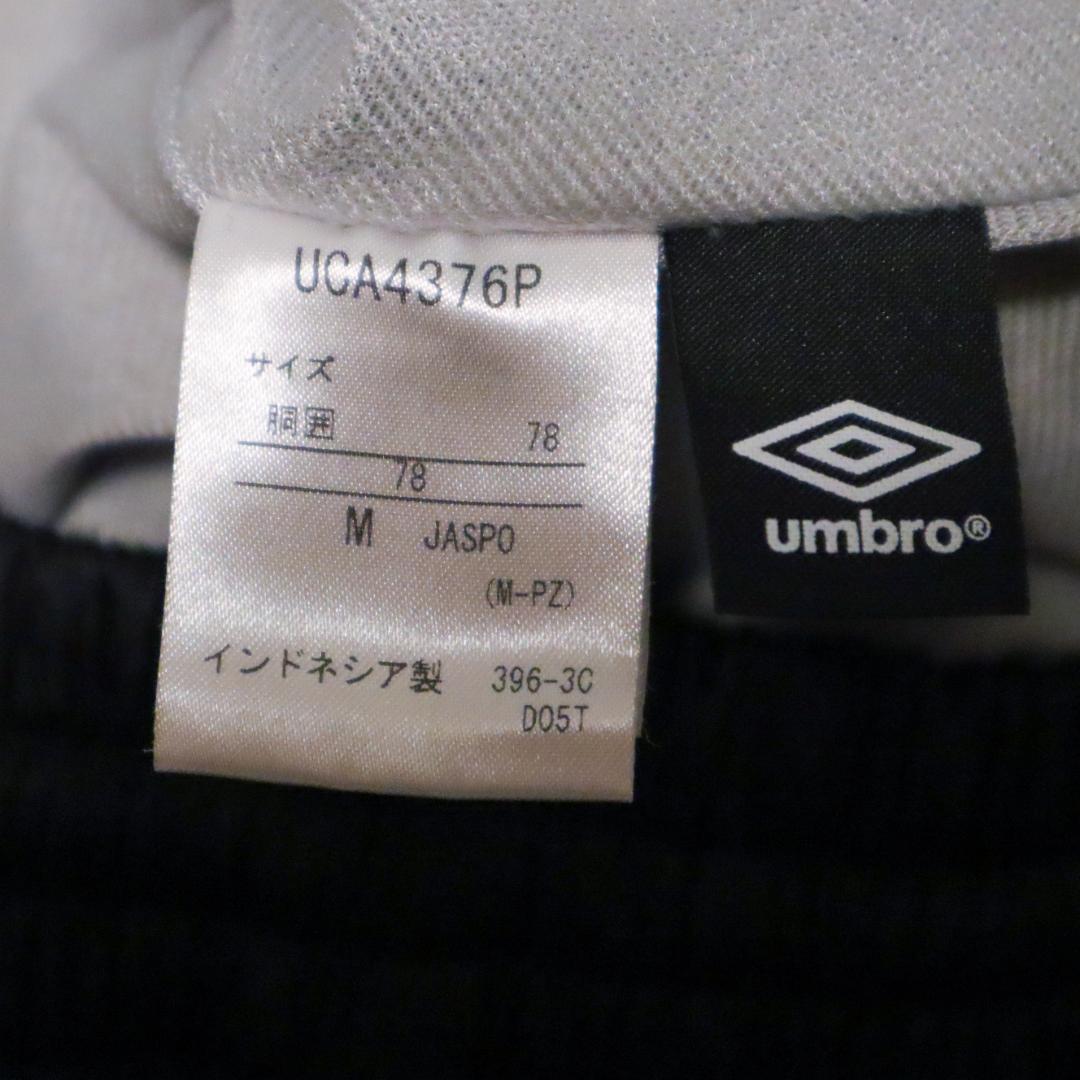 UCA4376P
サイズ
胴囲 78
78
M JASPO
(M-PZ)
インドネシア製 396-3C
D05T
umbro®